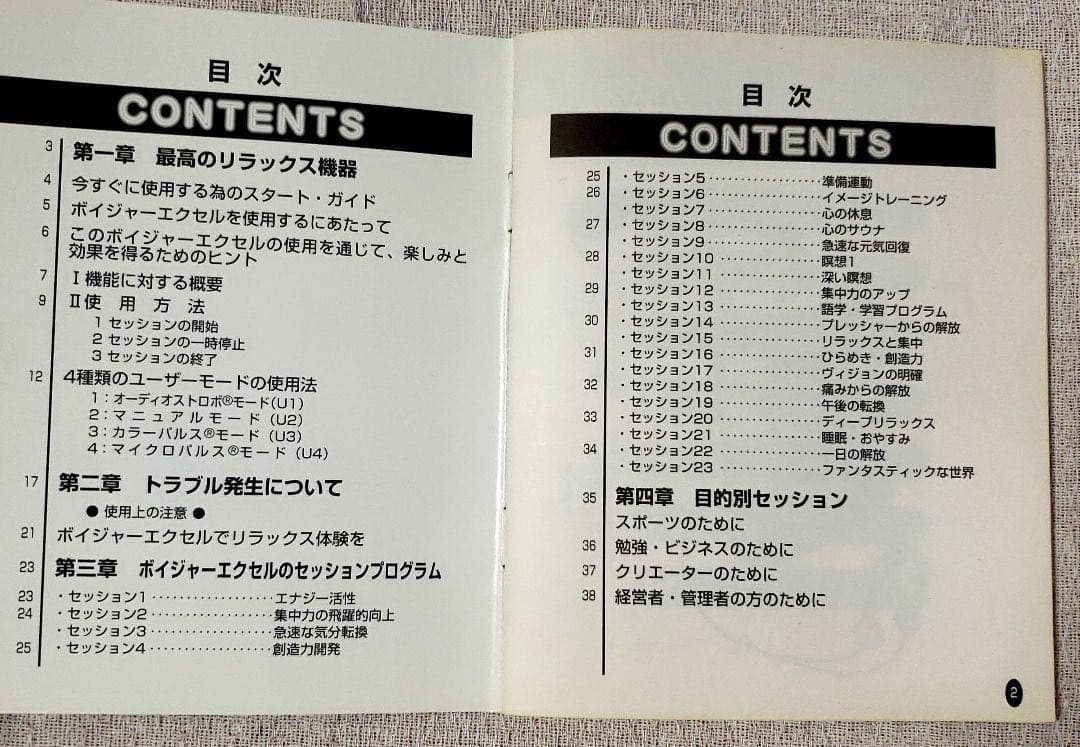 目 次
CONTENTS
3 第一章 最高のリラックス機器
4 今すぐに使用する為のスタート・ガイド
5 ボイジャーエクセルを使用するにあたって
6 このボイジャーエクセルの使用を通じて、楽しみと
効果を得るためのヒント
7 Ⅰ機能に対する概要
9 Ⅱ使 用 方 法
1 セッションの開始
2 セッションの一時停止
3 セッションの終了
12 4種類のユーザーモードの使用法
1：オーディオストロボ®モード(U1)
2：マニュアルモード（U2）
3：カラーパルス®モード（U3）
4：マイクロパルス®モード（U4）
17 第二章 トラブル発生について
● 使用上の注意 ●
21 ボイジャーエクセルでリラックス体験を
23 第三章 ボイジャーエクセルのセッションプログラム
23 ・セッション1 ·················· エナジー活性
24 ・セッション2 ·················· 集中力の飛躍的向上
・セッション3 ·················· 急速な気分転換
25 ・セッション4 ·················· 創造力開発
目 次
CONTENTS
25 ・セッション5 ·················· 準備運動
26 ・セッション6 ·················· イメージトレーニング
・セッション7 ·················· 心の休息
27 ・セッション8 ·················· 心のサウナ
・セッション9 ·················· 急速な元気回復
28 ・セッション10 ················ 瞑想1
・セッション11 ················ 深い瞑想
29 ・セッション12 ················ 集中力のアップ
・セッション13 ················ 語学・学習プログラム
30 ・セッション14 ················ プレッシャーからの解放
・セッション15 ················ リラックスと集中
31 ・セッション16 ················ ひらめき・創造力
・セッション17 ················ ヴィジョンの明確
32 ・セッション18 ················ 痛みからの解放
・セッション19 ················ 午後の転換
33 ・セッション20 ················ ディープリラックス
・セッション21 ················ 睡眠・おやすみ
34 ・セッション22 ················ 一日の解放
・セッション23 ················ ファンタスティックな世界
35 第四章 目的別セッション
スポーツのために
36 勉強・ビジネスのために
37 クリエーターのために
38 経営者・管理者の方のために
2